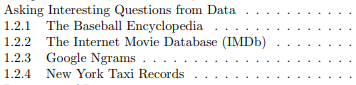 Asking Interesting Questions from Data . . . . . . . . . . . .
1.2.1 The Baseball Encyclopedia . . . . . . . . . . . . . .
1.2.2 The Internet Movie Database (IMDb) . . . . . . . .
1.2.3 Google Ngrams . . . . . . . . . . . . . . . . . . . . .
1.2.4 New York Taxi Records . . . . . . . . . . . . . . . .